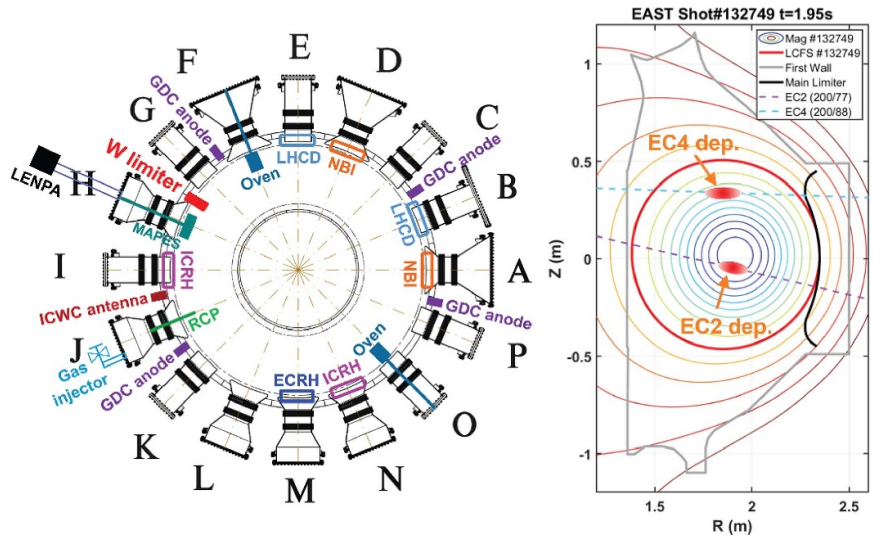 E
F
D
G
GDC anode
C
LHCD
NBI
Oven
GDC anode
W limiter
LENPA
H
MAPES
B
LHCD
I
ICRH
NBI
A
ICWC antenna
GDC anode
RCP
J
Gas
injector
GDC anode
Oven
P
ECRH
ICRH
K
O
L
M
N
EAST Shot#132749 t=1.95s
Mag #132749
LCFS #132749
First Wall
Main Limiter
EC2 (200/77)
EC4 (200/88)
EC4 dep.
EC2 dep.
Z (m)
1
0.5
0
-0.5
-1
1.5
2
2.5
R (m)